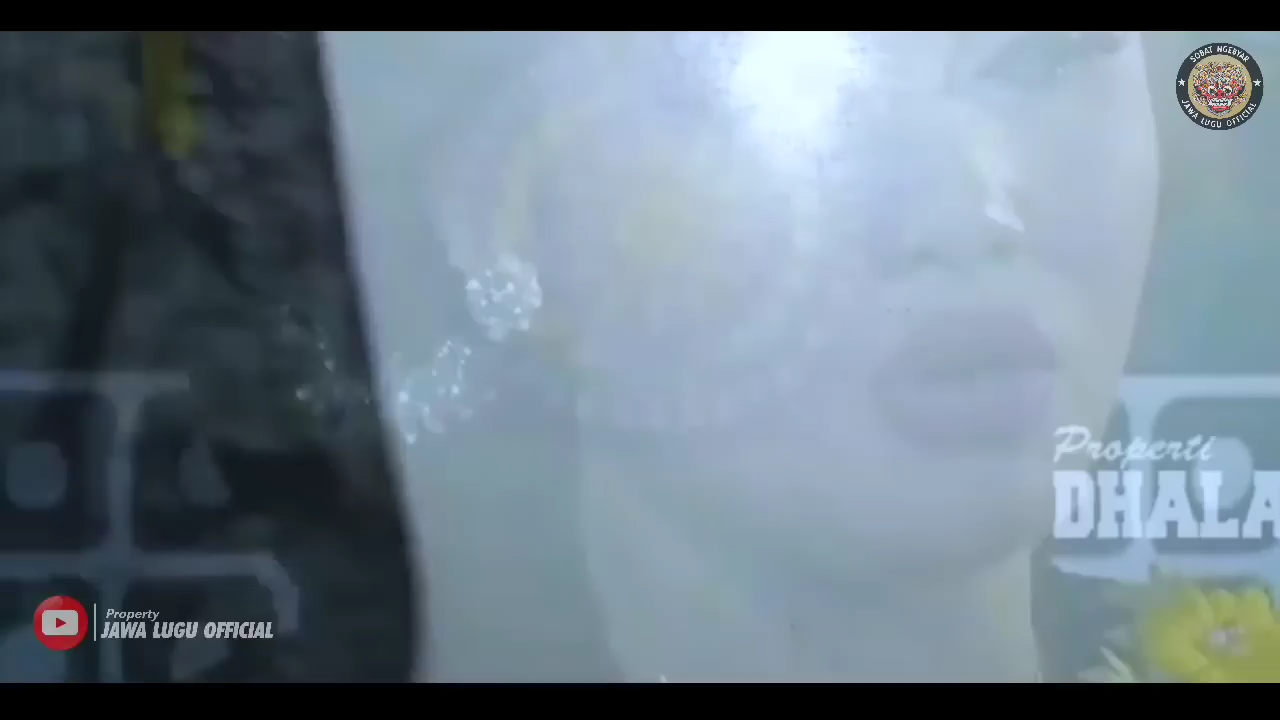 SOBAT NGEBYAR
JAWA LUGU OFFICIAL
Properti
DHALA
Property
JAWA LUGU OFFICIAL